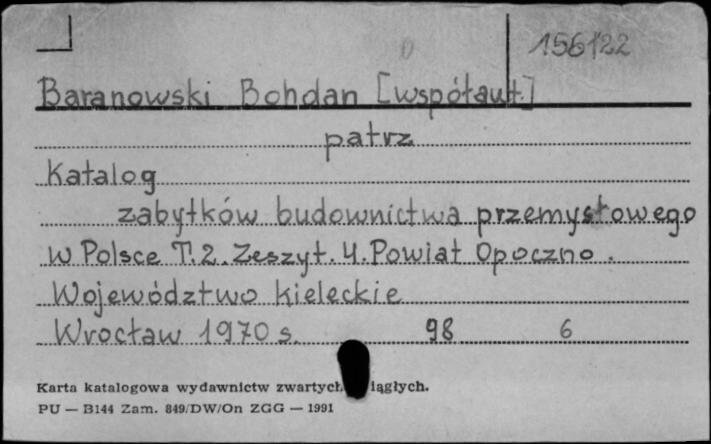 156122
Baranowski Bohdan [współaut.]
patrz
Katalog
zabytków budownictwa przemysłowego
w Polsce T.2. Zeszyt. 4. Powiat Opoczno.
Województwo kieleckie
Wrocław 1970 s. 98 6
Karta katalogowa wydawnictw zwartych iągłych.
PU — B144 Zam. 849/DW/On ZGG — 1991